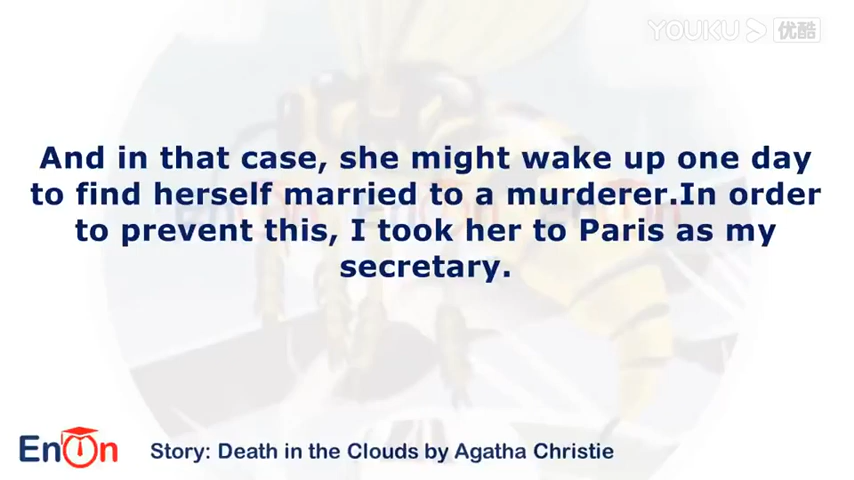 YOUKU 优酷
And in that case, she might wake up one day
to find herself married to a murderer.In order
to prevent this, I took her to Paris as my
secretary.
EnOn
Story: Death in the Clouds by Agatha Christie